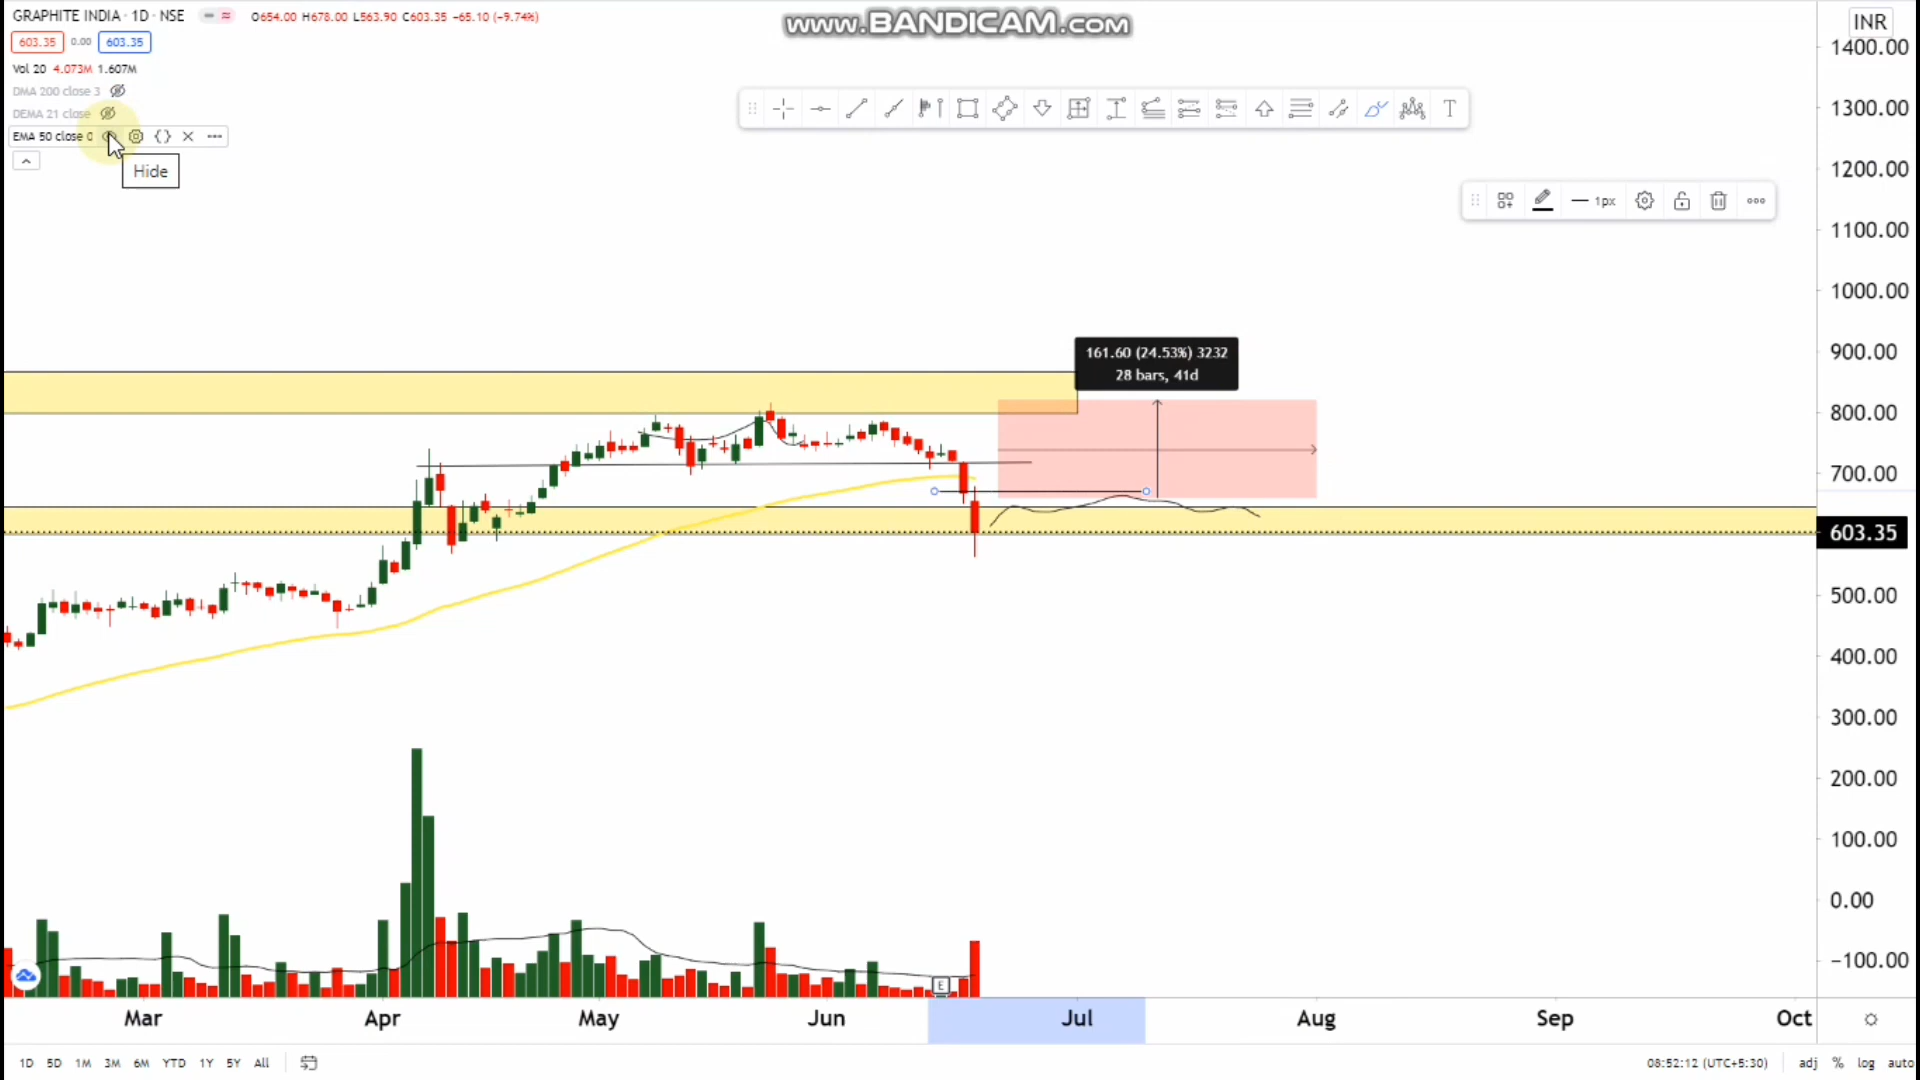 GRAPHITE INDIA · 1D · NSE O654.00 H678.00 L563.90 C603.35 −65.10 (−9.74%)
www.BANDICAM.com
INR
603.35 0.00 603.35
Vol 20 4.073M 1.607M
DMA 200 close 3
DEMA 21 close
EMA 50 close 0
Hide
T
1px
1400.00
1300.00
1200.00
1100.00
1000.00
900.00
800.00
700.00
603.35
500.00
400.00
300.00
200.00
100.00
0.00
−100.00
161.60 (24.53%) 3232
28 bars, 41d
E
Mar Apr May Jun Jul Aug Sep Oct
1D 5D 1M 3M 6M YTD 1Y 5Y All
08:52:12 (UTC+5:30) adj % log auto